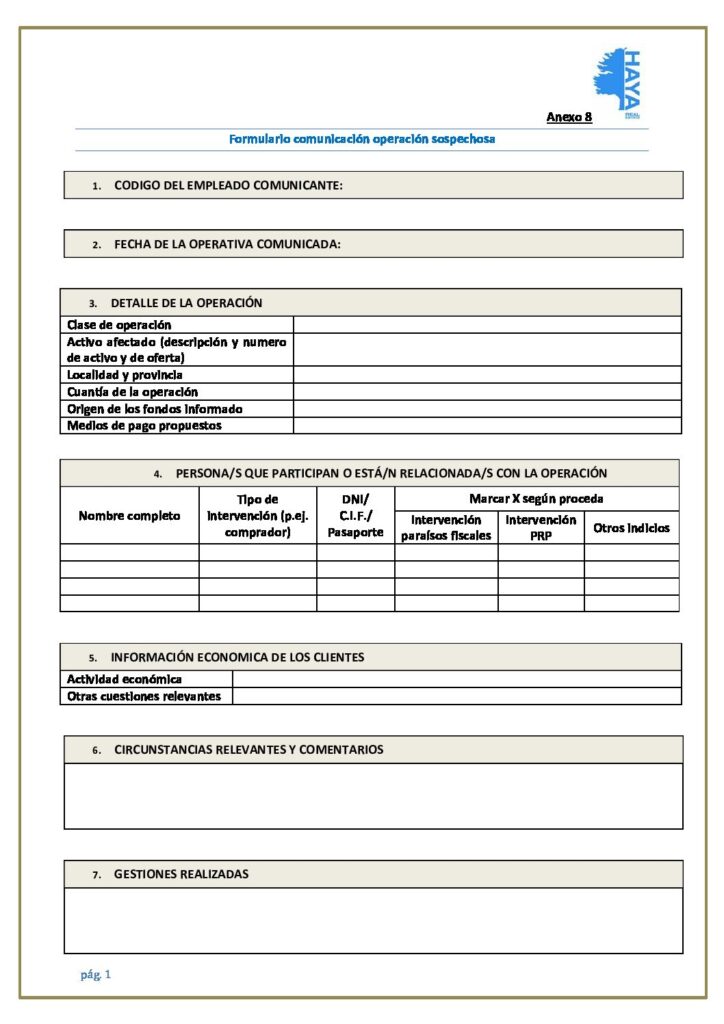 HAYA
REAL ESTATE
Anexo 8
Formulario comunicación operación sospechosa
1. CODIGO DEL EMPLEADO COMUNICANTE:
2. FECHA DE LA OPERATIVA COMUNICADA:
3. DETALLE DE LA OPERACIÓN
Clase de operación
Activo afectado (descripción y numero
de activo y de oferta)
Localidad y provincia
Cuantía de la operación
Origen de los fondos informado
Medios de pago propuestos
4. PERSONA/S QUE PARTICIPAN O ESTÁ/N RELACIONADA/S CON LA OPERACIÓN
Nombre completo
Tipo de
intervención (p.ej.
comprador)
DNI/
C.I.F./
Pasaporte
Marcar X según proceda
Intervención
paraísos fiscales
Intervención
PRP
Otros indicios
5. INFORMACIÓN ECONOMICA DE LOS CLIENTES
Actividad económica
Otras cuestiones relevantes
6. CIRCUNSTANCIAS RELEVANTES Y COMENTARIOS
7. GESTIONES REALIZADAS
pág. 1